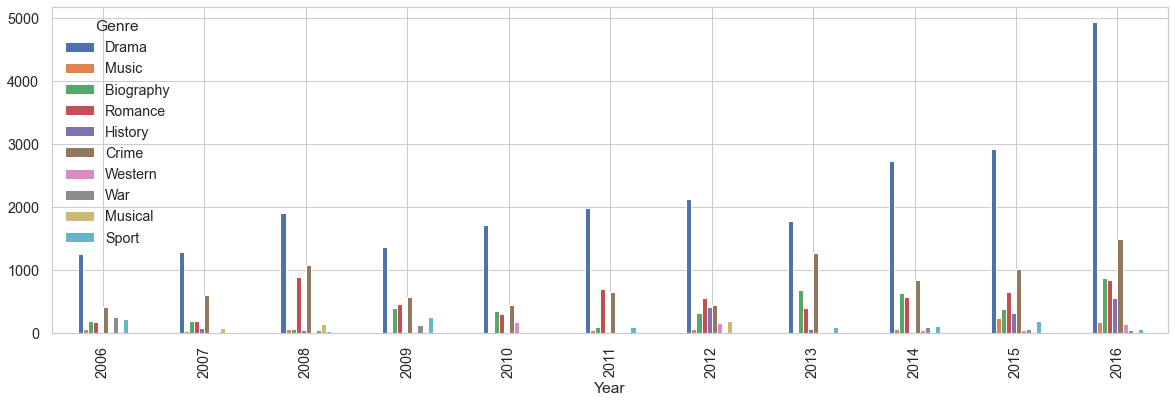 5000
4000
3000
2000
1000
0
Genre
Drama
Music
Biography
Romance
History
Crime
Western
War
Musical
Sport
2006
2007
2008
2009
2010
2011
2012
2013
2014
2015
2016
Year